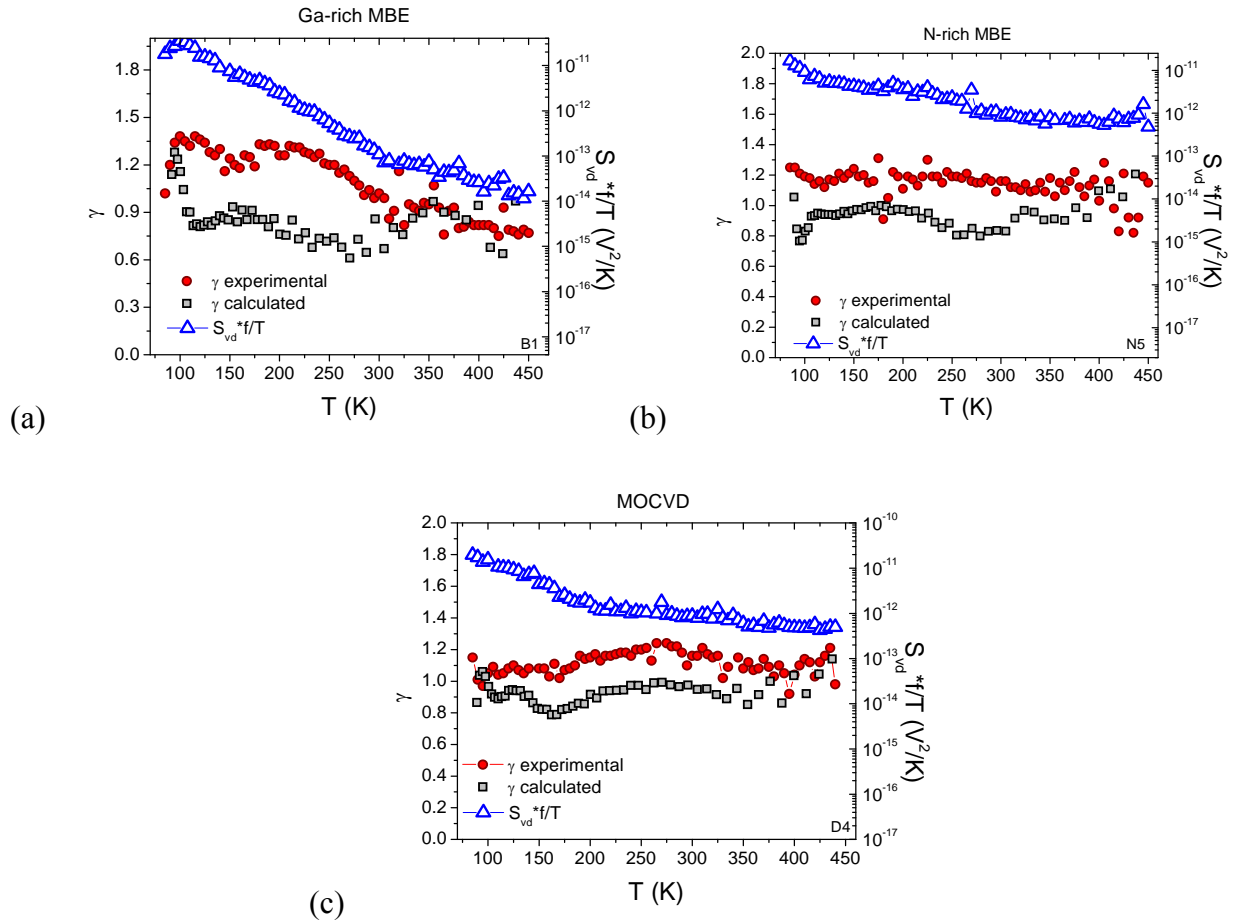 Ga-rich MBE
1.8
1.5
1.2
0.9
0.6
0.3
0.0
γ
10⁻¹¹
10⁻¹²
10⁻¹³
10⁻¹⁴
10⁻¹⁵
10⁻¹⁶
10⁻¹⁷
S_vd*f/T (V²/K)
γ experimental
γ calculated
S_vd*f/T
B1
100 150 200 250 300 350 400 450
T (K)
(a)
N-rich MBE
2.0
1.8
1.6
1.4
1.2
1.0
0.8
0.6
0.4
0.2
0.0
γ
10⁻¹¹
10⁻¹²
10⁻¹³
10⁻¹⁴
10⁻¹⁵
10⁻¹⁶
10⁻¹⁷
S_vd*f/T (V²/K)
γ experimental
γ calculated
S_vd*f/T
N5
100 150 200 250 300 350 400 450
T (K)
(b)
MOCVD
2.0
1.8
1.6
1.4
1.2
1.0
0.8
0.6
0.4
0.2
0.0
γ
10⁻¹⁰
10⁻¹¹
10⁻¹²
10⁻¹³
10⁻¹⁴
10⁻¹⁵
10⁻¹⁶
10⁻¹⁷
S_vd*f/T (V²/K)
γ experimental
γ calculated
S_vd*f/T
D4
100 150 200 250 300 350 400 450
T (K)
(c)